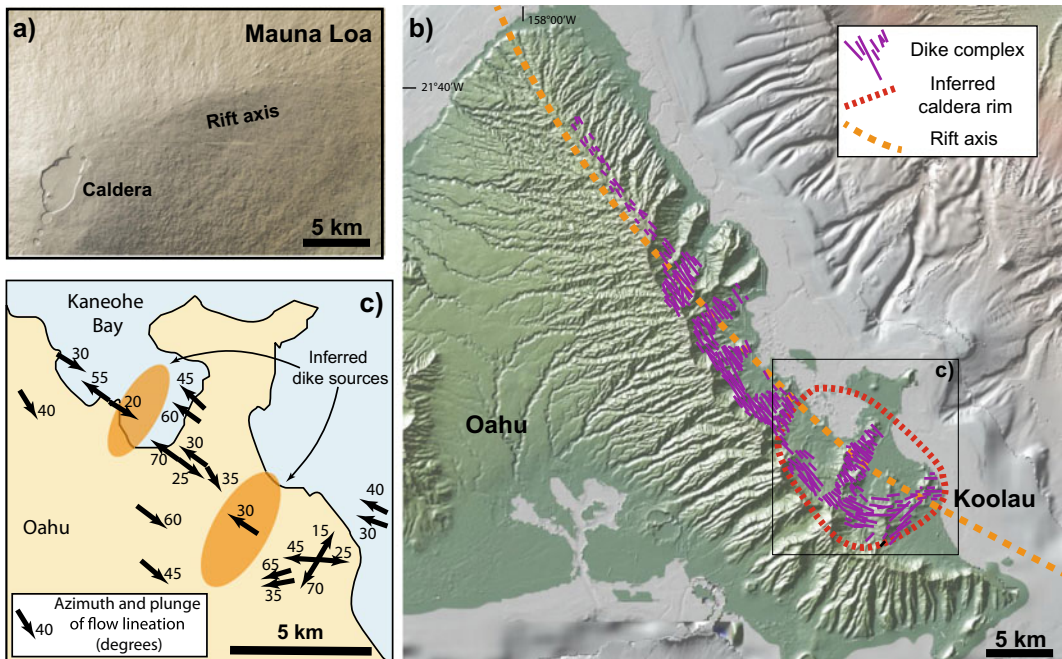 a)
Mauna Loa
Rift axis
Caldera
5 km
b)
158°00'W
21°40'W
Dike complex
Inferred
caldera rim
Rift axis
Oahu
c)
Koolau
5 km
c)
Kaneohe
Bay
Inferred
dike sources
30
55
20
45
60
40
70
25
30
35
60
30
40
30
45
15
45
25
65
35
70
Oahu
40
Azimuth and plunge
of flow lineation
(degrees)
5 km